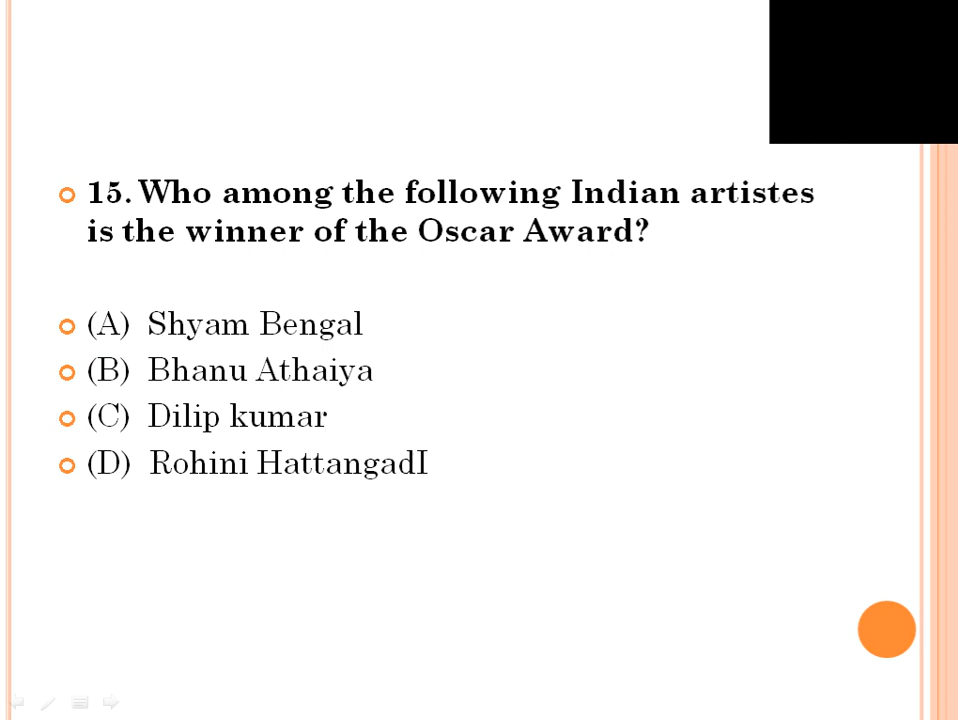 15. Who among the following Indian artistes
is the winner of the Oscar Award?
(A) Shyam Bengal
(B) Bhanu Athaiya
(C) Dilip kumar
(D) Rohini HattangadI